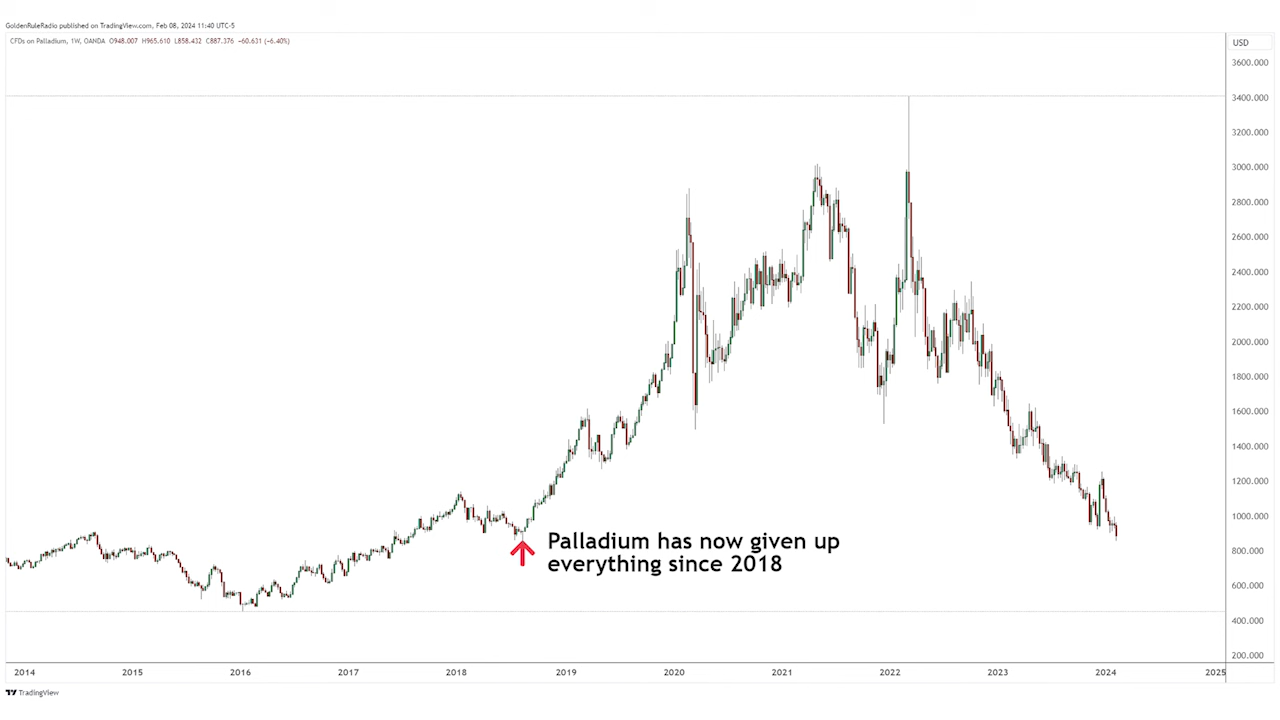 GoldenRuleRadio published on TradingView.com, Feb 08, 2024 11:40 UTC-5
CFDs on Palladium, 1W, OANDA O948.007 H965.610 L858.432 C887.376 −60.631 (−6.40%)
USD
3600.000
3400.000
3200.000
3000.000
2800.000
2600.000
2400.000
2200.000
2000.000
1800.000
1600.000
1400.000
1200.000
1000.000
800.000
600.000
400.000
200.000
Palladium has now given up
everything since 2018
2014 2015 2016 2017 2018 2019 2020 2021 2022 2023 2024 2025
TradingView